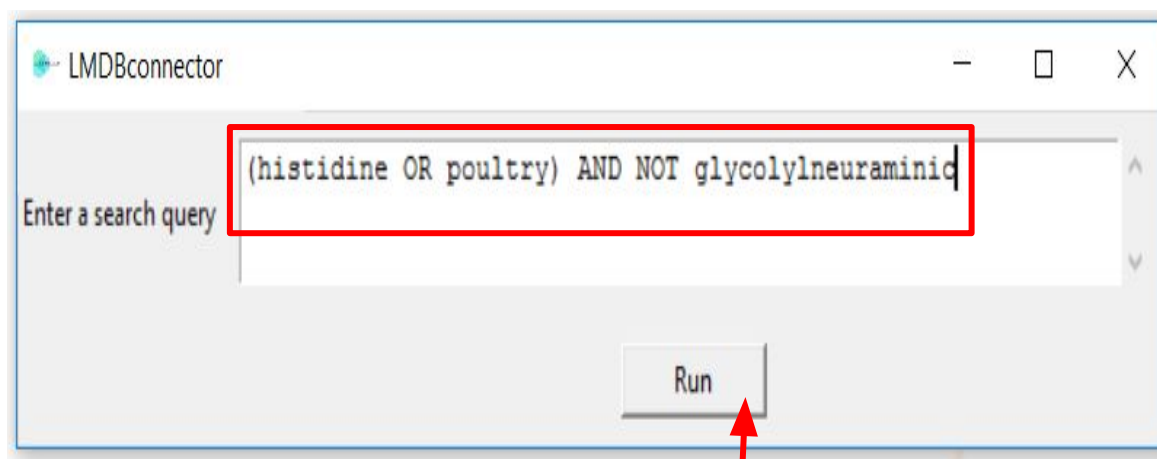 LMDBconnector
(histidine OR poultry) AND NOT glycolylneuraminic
Enter a search query
Run